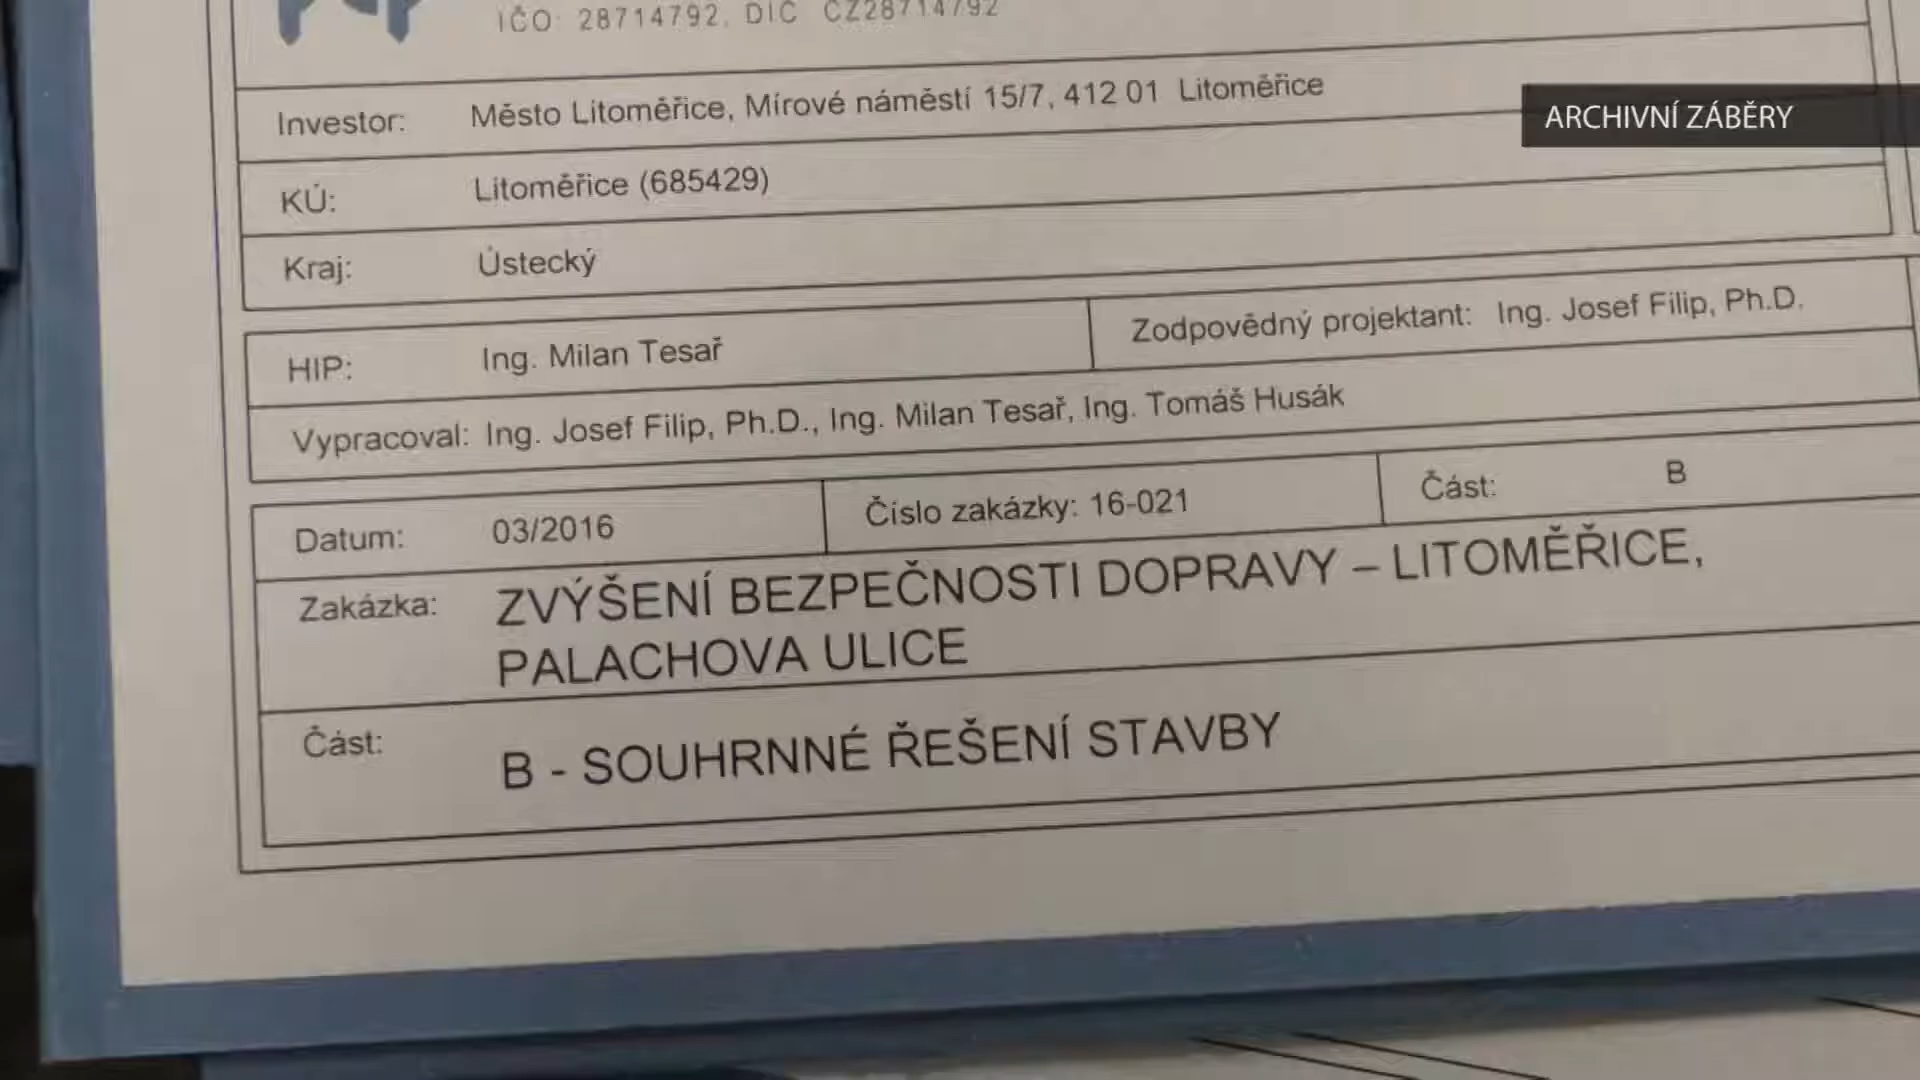 IČO: 28714792, DIČ CZ28714792
Investor: Město Litoměřice, Mírové náměstí 15/7, 412 01 Litoměřice
ARCHIVNÍ ZÁBĚRY
KÚ: Litoměřice (685429)
Kraj: Ústecký
HIP: Ing. Milan Tesař Zodpovědný projektant: Ing. Josef Filip, Ph.D.
Vypracoval: Ing. Josef Filip, Ph.D., Ing. Milan Tesař, Ing. Tomáš Husák
Datum: 03/2016 Číslo zakázky: 16-021 Část: B
Zakázka: ZVÝŠENÍ BEZPEČNOSTI DOPRAVY – LITOMĚŘICE,
PALACHOVA ULICE
Část: B - SOUHRNNÉ ŘEŠENÍ STAVBY